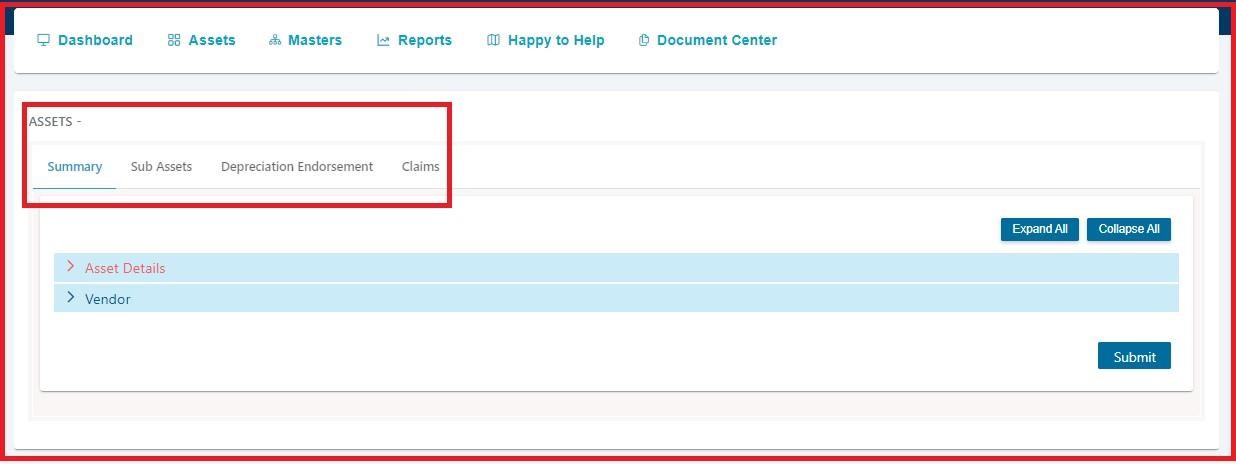 Dashboard Assets Masters Reports Happy to Help Document Center
ASSETS -
Summary Sub Assets Depreciation Endorsement Claims
Expand All Collapse All
Asset Details
Vendor
Submit